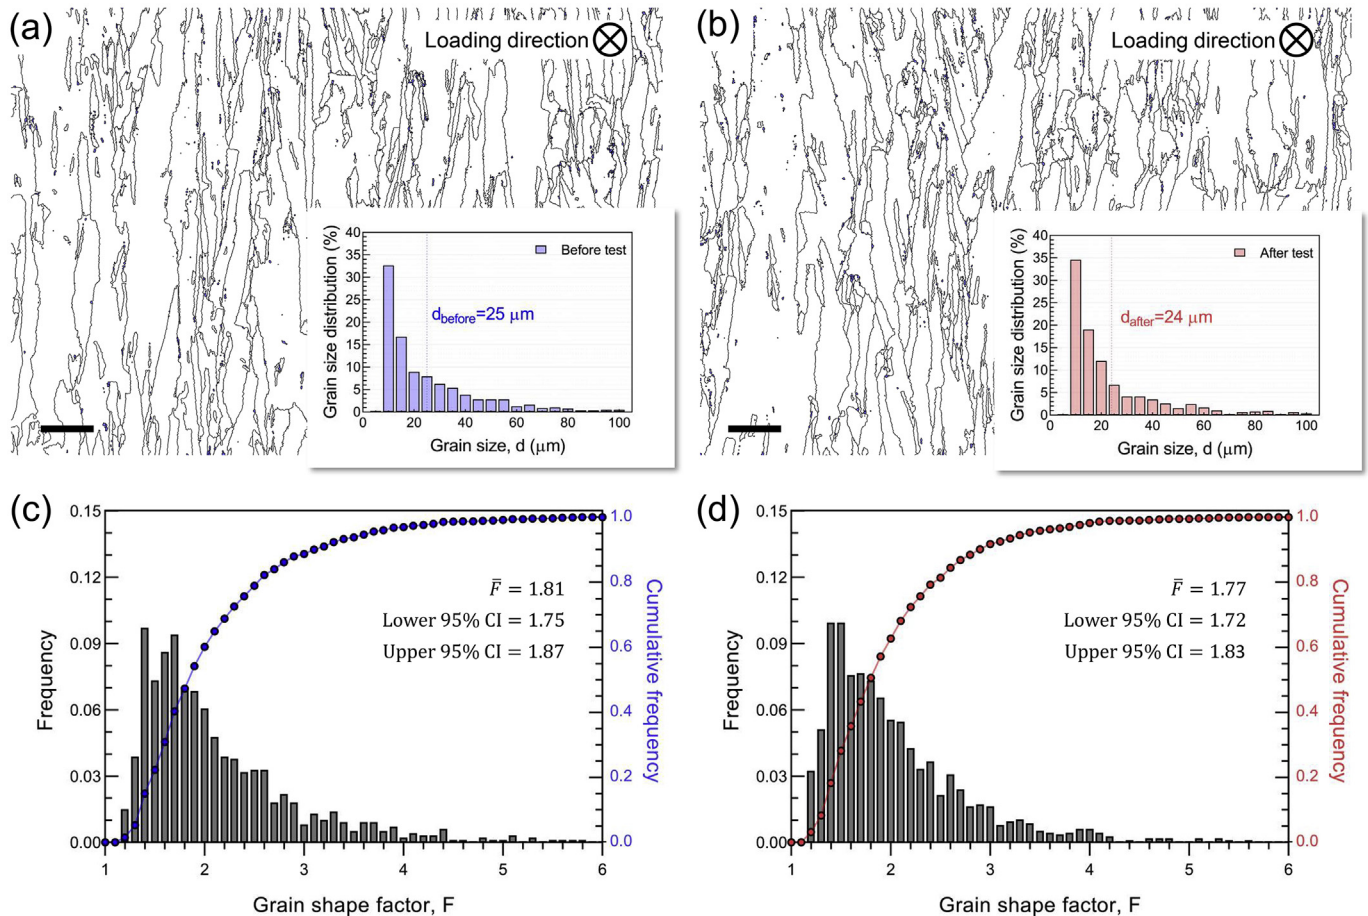 (a)
Loading direction
Grain size distribution (%)
40
35
30
25
20
15
10
5
0
Before test
d_before=25 μm
0 20 40 60 80 100
Grain size, d (μm)
(b)
Loading direction
Grain size distribution (%)
40
35
30
25
20
15
10
5
0
After test
d_after=24 μm
0 20 40 60 80 100
Grain size, d (μm)
(c)
Frequency
0.15
0.12
0.09
0.06
0.03
0.00
F̅ = 1.81
Lower 95% CI = 1.75
Upper 95% CI = 1.87
1.0
0.8
0.6
0.4
0.2
0.0
Cumulative frequency
1 2 3 4 5 6
Grain shape factor, F
(d)
Frequency
0.15
0.12
0.09
0.06
0.03
0.00
F̅ = 1.77
Lower 95% CI = 1.72
Upper 95% CI = 1.83
1.0
0.8
0.6
0.4
0.2
0.0
Cumulative frequency
1 2 3 4 5 6
Grain shape factor, F